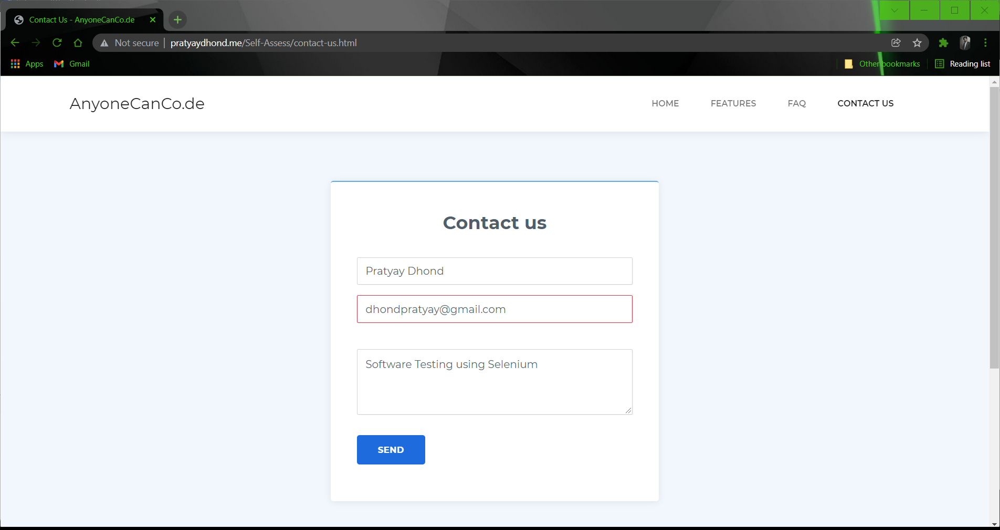 Contact Us - AnyoneCanCo.de
Not secure | pratyaydhond.me/Self-Assess/contact-us.html
Apps Gmail Other bookmarks Reading list
AnyoneCanCo.de HOME FEATURES FAQ CONTACT US
Contact us
Pratyay Dhond
dhondpratyay@gmail.com
Software Testing using Selenium
SEND